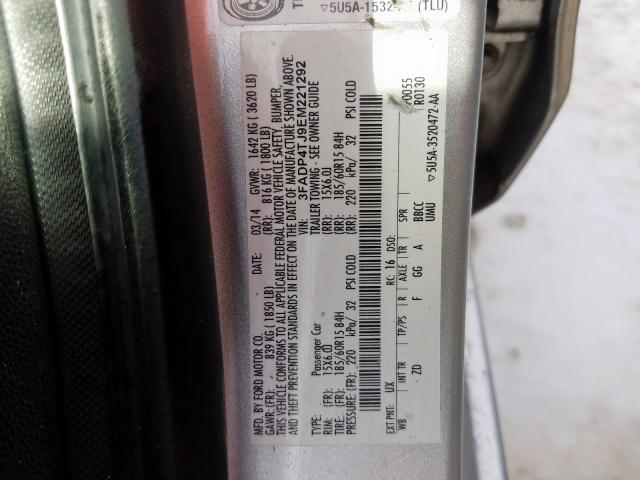 ▽5U5A-1532 (TLU)
MFD. BY FORD MOTOR CO. DATE: 03/14 GVWR: 1642 KG ( 3620 LB)
GAWR: (FR): 839 KG ( 1850 LB) (RR): 816 KG ( 1800 LB)
THIS VEHICLE CONFORMS TO ALL APPLICABLE FEDERAL MOTOR VEHICLE SAFETY, BUMPER,
AND THEFT PREVENTION STANDARDS IN EFFECT ON THE DATE OF MANUFACTURE SHOWN ABOVE.
VIN: 3FADP4TJ9EM221292
TYPE: Passenger Car TRAILER TOWING - SEE OWNER GUIDE
RIM: (FR): 15X6.0J (RR): 15X6.0J
TIRE: (FR): 185/60R15 84H (RR): 185/60R15 84H
PRESSURE: (FR): 220 kPa/ 32 PSI COLD (RR): 220 kPa/ 32 PSI COLD
EXT PNT: UX RC: 16 DSO: 0055
WB INT TR TP/PS R AXLE TR SPR R0130
ZD F GG A BBCC
UMU
▽5U5A-3520472-AA